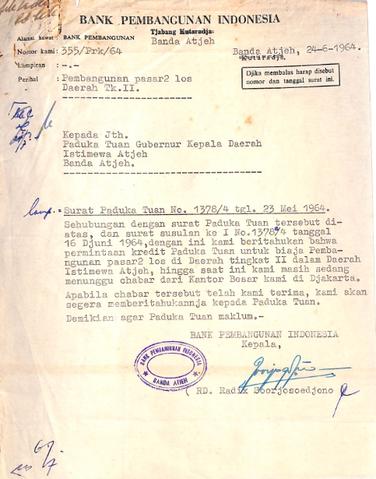 BANK PEMBANGUNAN INDONESIA
Tjabang Kutaradja:
Alamat kawat : BANK PEMBANGUNAN
Banda Atjeh
Nomor kami : 355/Prk/64
Banda Atjeh, 24-6-1964.
Kutaradja,
Lampiran : -.-
Djika membalas harap disebut
nomor dan tanggal surat ini.
Perihal : Pembangunan pasar2 los
Daerah Tk.II.
Kepada Jth.
Paduka Tuan Gubernur Kepala Daerah
Istimewa Atjeh
Banda Atjeh.
Surat Paduka Tuan No. 1378/4 tgl. 23 Mei 1964.
Sehubungan dengan surat Paduka Tuan tersebut di-
atas, dan surat susulan ke I No.1378/4 tanggal
16 Djuni 1964,dengan ini kami beritahukan bahwa
permintaan kredit Paduka Tuan untuk biaja Pemba-
ngunan pasar2 los di Daerah tingkat II dalam Daerah
Istimewa Atjeh, hingga saat ini kami masih sedang
menunggu chabar dari Kantor Besar kami di Djakarta.
Apabila chabar tersebut telah kami terima, kami akan
segera memberitahukannja kepada Paduka Tuan.
Demikian agar Paduka Tuan maklum.-
BANK PEMBANGUNAN INDONESIA
Kepala,
BANK PEMBANGUNAN INDONESIA
BANDA ATJEH
(RD. Radix Soorjosoedjono